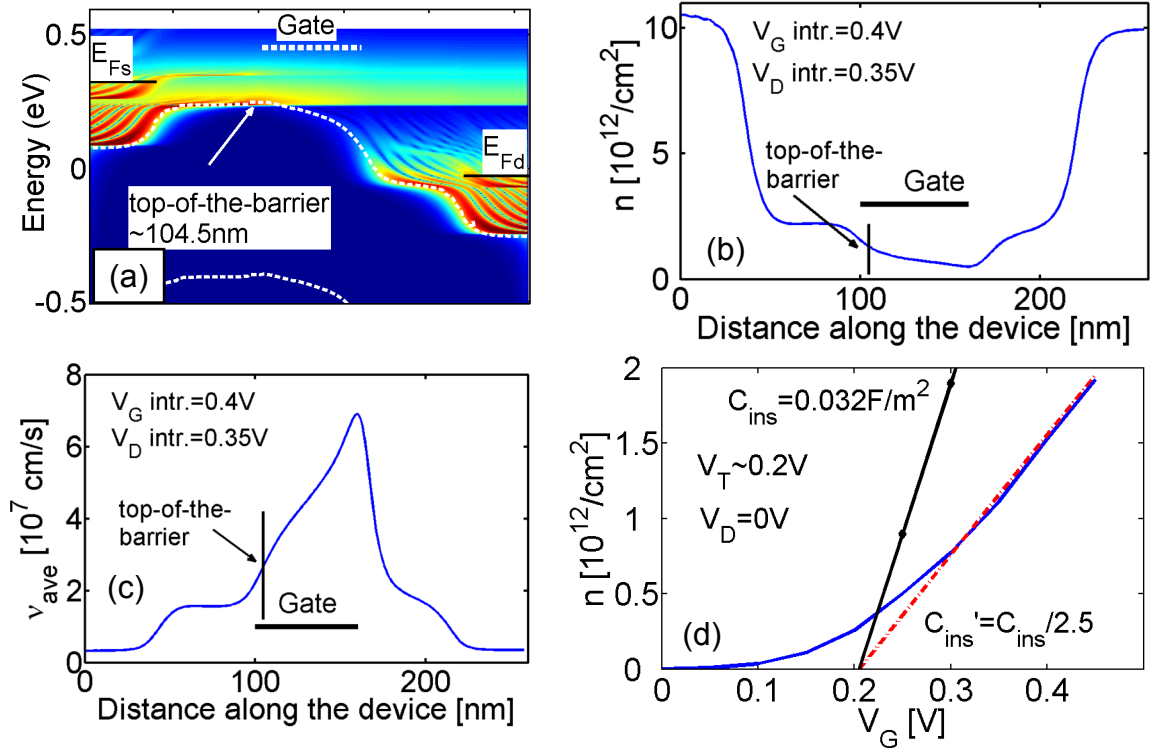 0.5
0
-0.5
Energy (eV)
E_Fs
Gate
E_Fd
top-of-the-barrier
~104.5nm
(a)
10
5
0
n [10^12/cm^2]
V_G intr.=0.4V
V_D intr.=0.35V
top-of-the-
barrier
Gate
(b)
0 100 200
Distance along the device [nm]
8
6
4
2
0
ν_ave [10^7 cm/s]
V_G intr.=0.4V
V_D intr.=0.35V
top-of-the-
barrier
Gate
(c)
0 100 200
Distance along the device [nm]
2
1.5
1
0.5
0
n [10^12/cm^2]
C_ins=0.032F/m^2
V_T~0.2V
V_D=0V
C_ins'=C_ins/2.5
(d)
0 0.1 0.2 0.3 0.4
V_G [V]